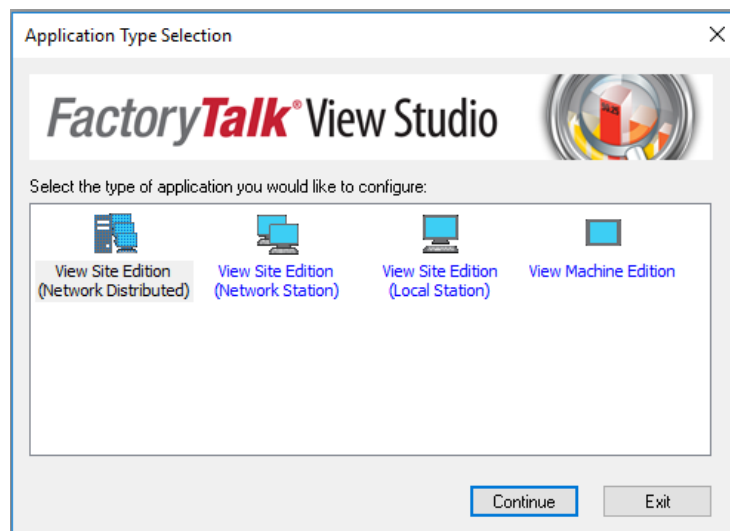 Application Type Selection
FactoryTalk® View Studio
Select the type of application you would like to configure:
View Site Edition
(Network Distributed)
View Site Edition
(Network Station)
View Site Edition
(Local Station)
View Machine Edition
Continue
Exit